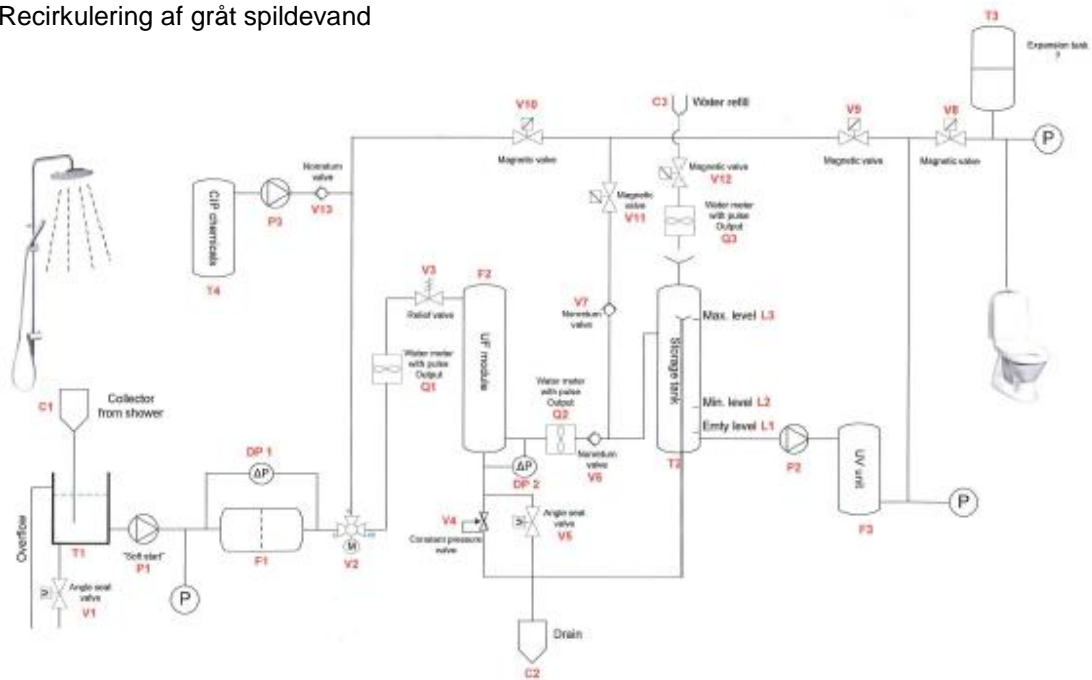 Recirkulering af gråt spildevand
T3
Expansion tank
?
V10
C3
Water refill
V9
V8
P
Magnetic valve
Magnetic valve
Magnetic valve
Magnetic valve
V12
Nonreturn
valve
V13
P3
CIP chemicals
T4
Magnetic
valve
V11
Water meter
with pulse
Output
Q3
V3
Relief valve
F2
UF module
V7
Nonreturn
valve
Storage tank
Max. level L3
Water meter
with pulse
Output
Q1
C1
Collector
from shower
Water meter
with pulse
Output
Q2
Min. level L2
Emty level L1
T2
P2
UV unit
F3
P
DP 1
ΔP
ΔP
DP 2
Nonreturn
valve
V6
Overflow
T1
"Soft start"
P1
F1
M
V2
V4
Constant pressure
valve
M
Angle seat
valve
V5
M
Angle seat
valve
V1
P
Drain
C2